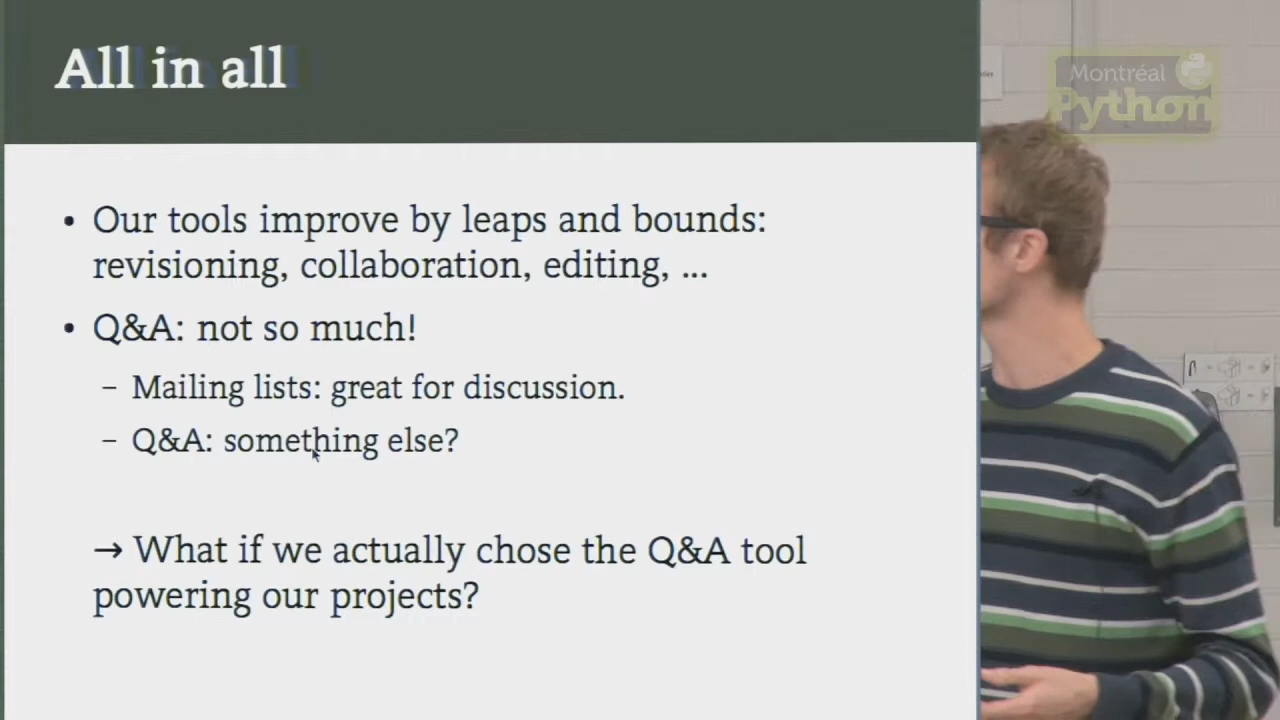 All in all
• Our tools improve by leaps and bounds:
revisioning, collaboration, editing, ...
• Q&A: not so much!
– Mailing lists: great for discussion.
– Q&A: something else?
→ What if we actually chose the Q&A tool
powering our projects?
Montréal
Python